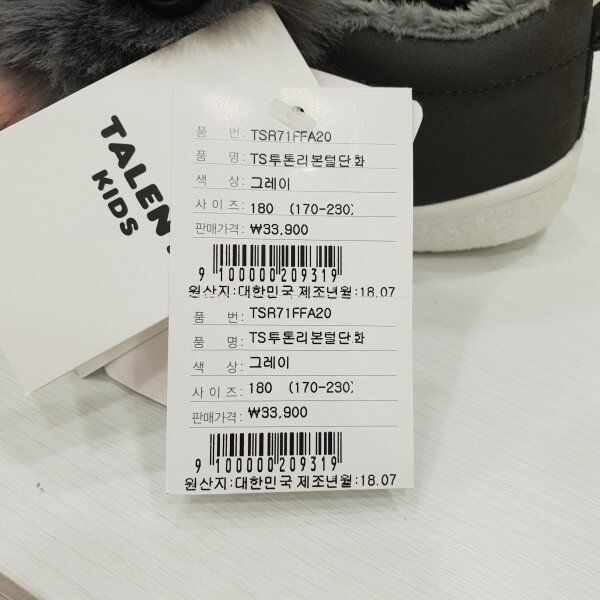 TALEN
KIDS
품 번: TSR71FFA20
품 명: TS투톤리본털단화
색 상: 그레이
사 이 즈: 180 (170-230)
판매가격: ₩33,900
9 100000 209319
원산지:대한민국 제조년월:18.07
품 번: TSR71FFA20
품 명: TS투톤리본털단화
색 상: 그레이
사 이 즈: 180 (170-230)
판매가격: ₩33,900
9 100000 209319
원산지:대한민국 제조년월:18.07